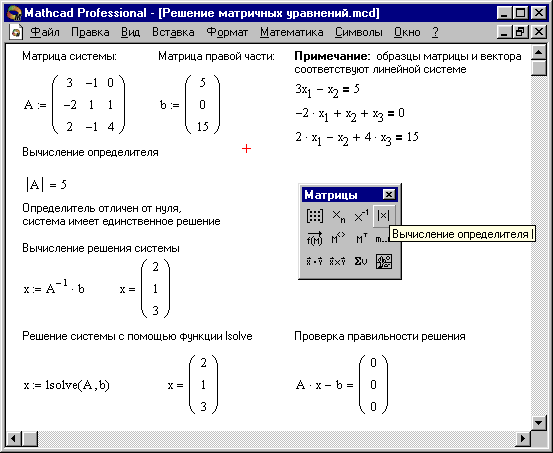 Mathcad Professional - [Решение матричных уравнений.mcd]
Файл Правка Вид Вставка Формат Математика Символы Окно ?
Матрица системы:
A := ( 3 −1 0
−2 1 1
2 −1 4 )
Матрица правой части:
b := ( 5
0
15 )
Примечание: образцы матрицы и вектора
соответствуют линейной системе
3x1 − x2 = 5
−2 · x1 + x2 + x3 = 0
2 · x1 − x2 + 4 · x3 = 15
Вычисление определителя
|A| = 5
Определитель отличен от нуля,
система имеет единственное решение
Матрицы
[:::] Xn X⁻¹ |×|
f(M) M<> Mᵀ m..n
x·y x×y Συ
Вычисление определителя |
Вычисление решения системы
x := A⁻¹ · b
x = ( 2
1
3 )
Решение системы с помощью функции lsolve
x := lsolve(A, b)
x = ( 2
1
3 )
Проверка правильности решения
A · x − b = ( 0
0
0 )